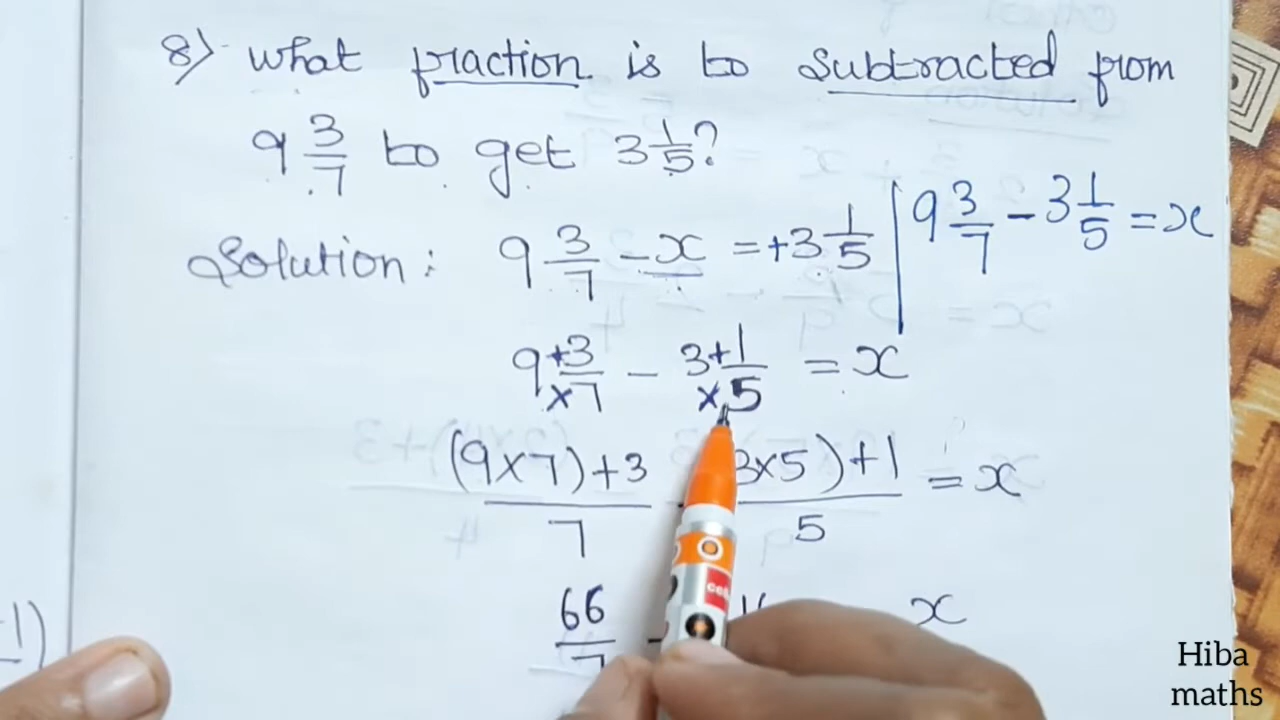 8) What fraction is to subtracted from
9 3/7 to get 3 1/5?
Solution: 9 3/7 - x = +3 1/5 | 9 3/7 - 3 1/5 = x
9 + 3 / × 7 - 3 + 1 / × 5 = x
(9×7)+3 / 7 - 3×5)+1 / 5 = x
66/7 - x
-1)
Hiba
maths